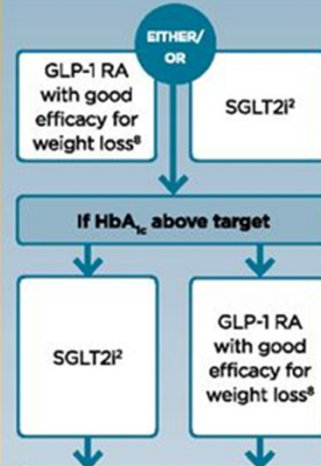 EITHER/
OR
GLP-1 RA
with good
efficacy for
weight loss⁸
SGLT2i²
If HbA₁c above target
SGLT2i²
GLP-1 RA
with good
efficacy for
weight loss⁸